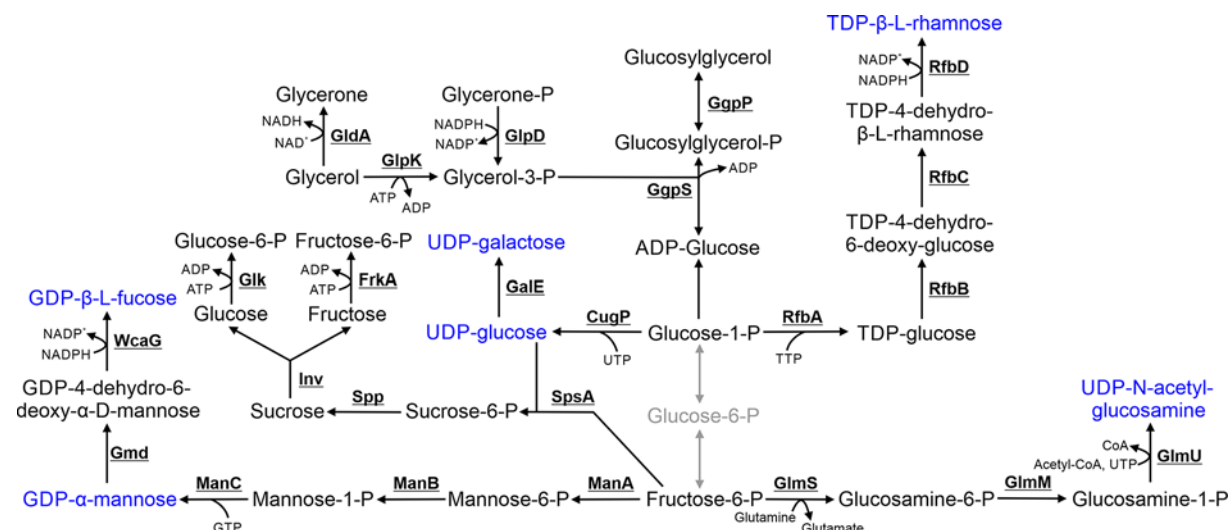 TDP-β-L-rhamnose
NADP⁺
NADPH
RfbD
Glucosylglycerol
GgpP
TDP-4-dehydro-
β-L-rhamnose
Glycerone
Glycerone-P
NADH
NAD⁺
GldA
NADPH
NADP⁺
GlpD
Glucosylglycerol-P
GlpK
ADP
RfbC
Glycerol
ATP
ADP
Glycerol-3-P
GgpS
TDP-4-dehydro-
6-deoxy-glucose
Glucose-6-P
Fructose-6-P
UDP-galactose
ADP-Glucose
ADP
ATP
Glk
ADP
ATP
FrkA
GalE
RfbB
GDP-β-L-fucose
Glucose
Fructose
UDP-glucose
CugP
UTP
Glucose-1-P
RfbA
TTP
TDP-glucose
NADP⁺
NADPH
WcaG
Inv
GDP-4-dehydro-6-
deoxy-α-D-mannose
Sucrose
Spp
Sucrose-6-P
SpsA
Glucose-6-P
UDP-N-acetyl-
glucosamine
CoA
Acetyl-CoA, UTP
GlmU
Gmd
GDP-α-mannose
ManC
GTP
Mannose-1-P
ManB
Mannose-6-P
ManA
Fructose-6-P
GlmS
Glutamine
Glutamate
Glucosamine-6-P
GlmM
Glucosamine-1-P